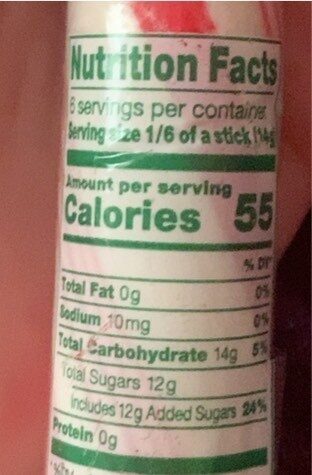 Nutrition Facts
6 servings per container
Serving size 1/6 of a stick (14g
Amount per serving
Calories 55
% DV*
Total Fat 0g 0%
Sodium 10mg 0%
Total Carbohydrate 14g 5%
Total Sugars 12g
Includes 12g Added Sugars 24%
Protein 0g